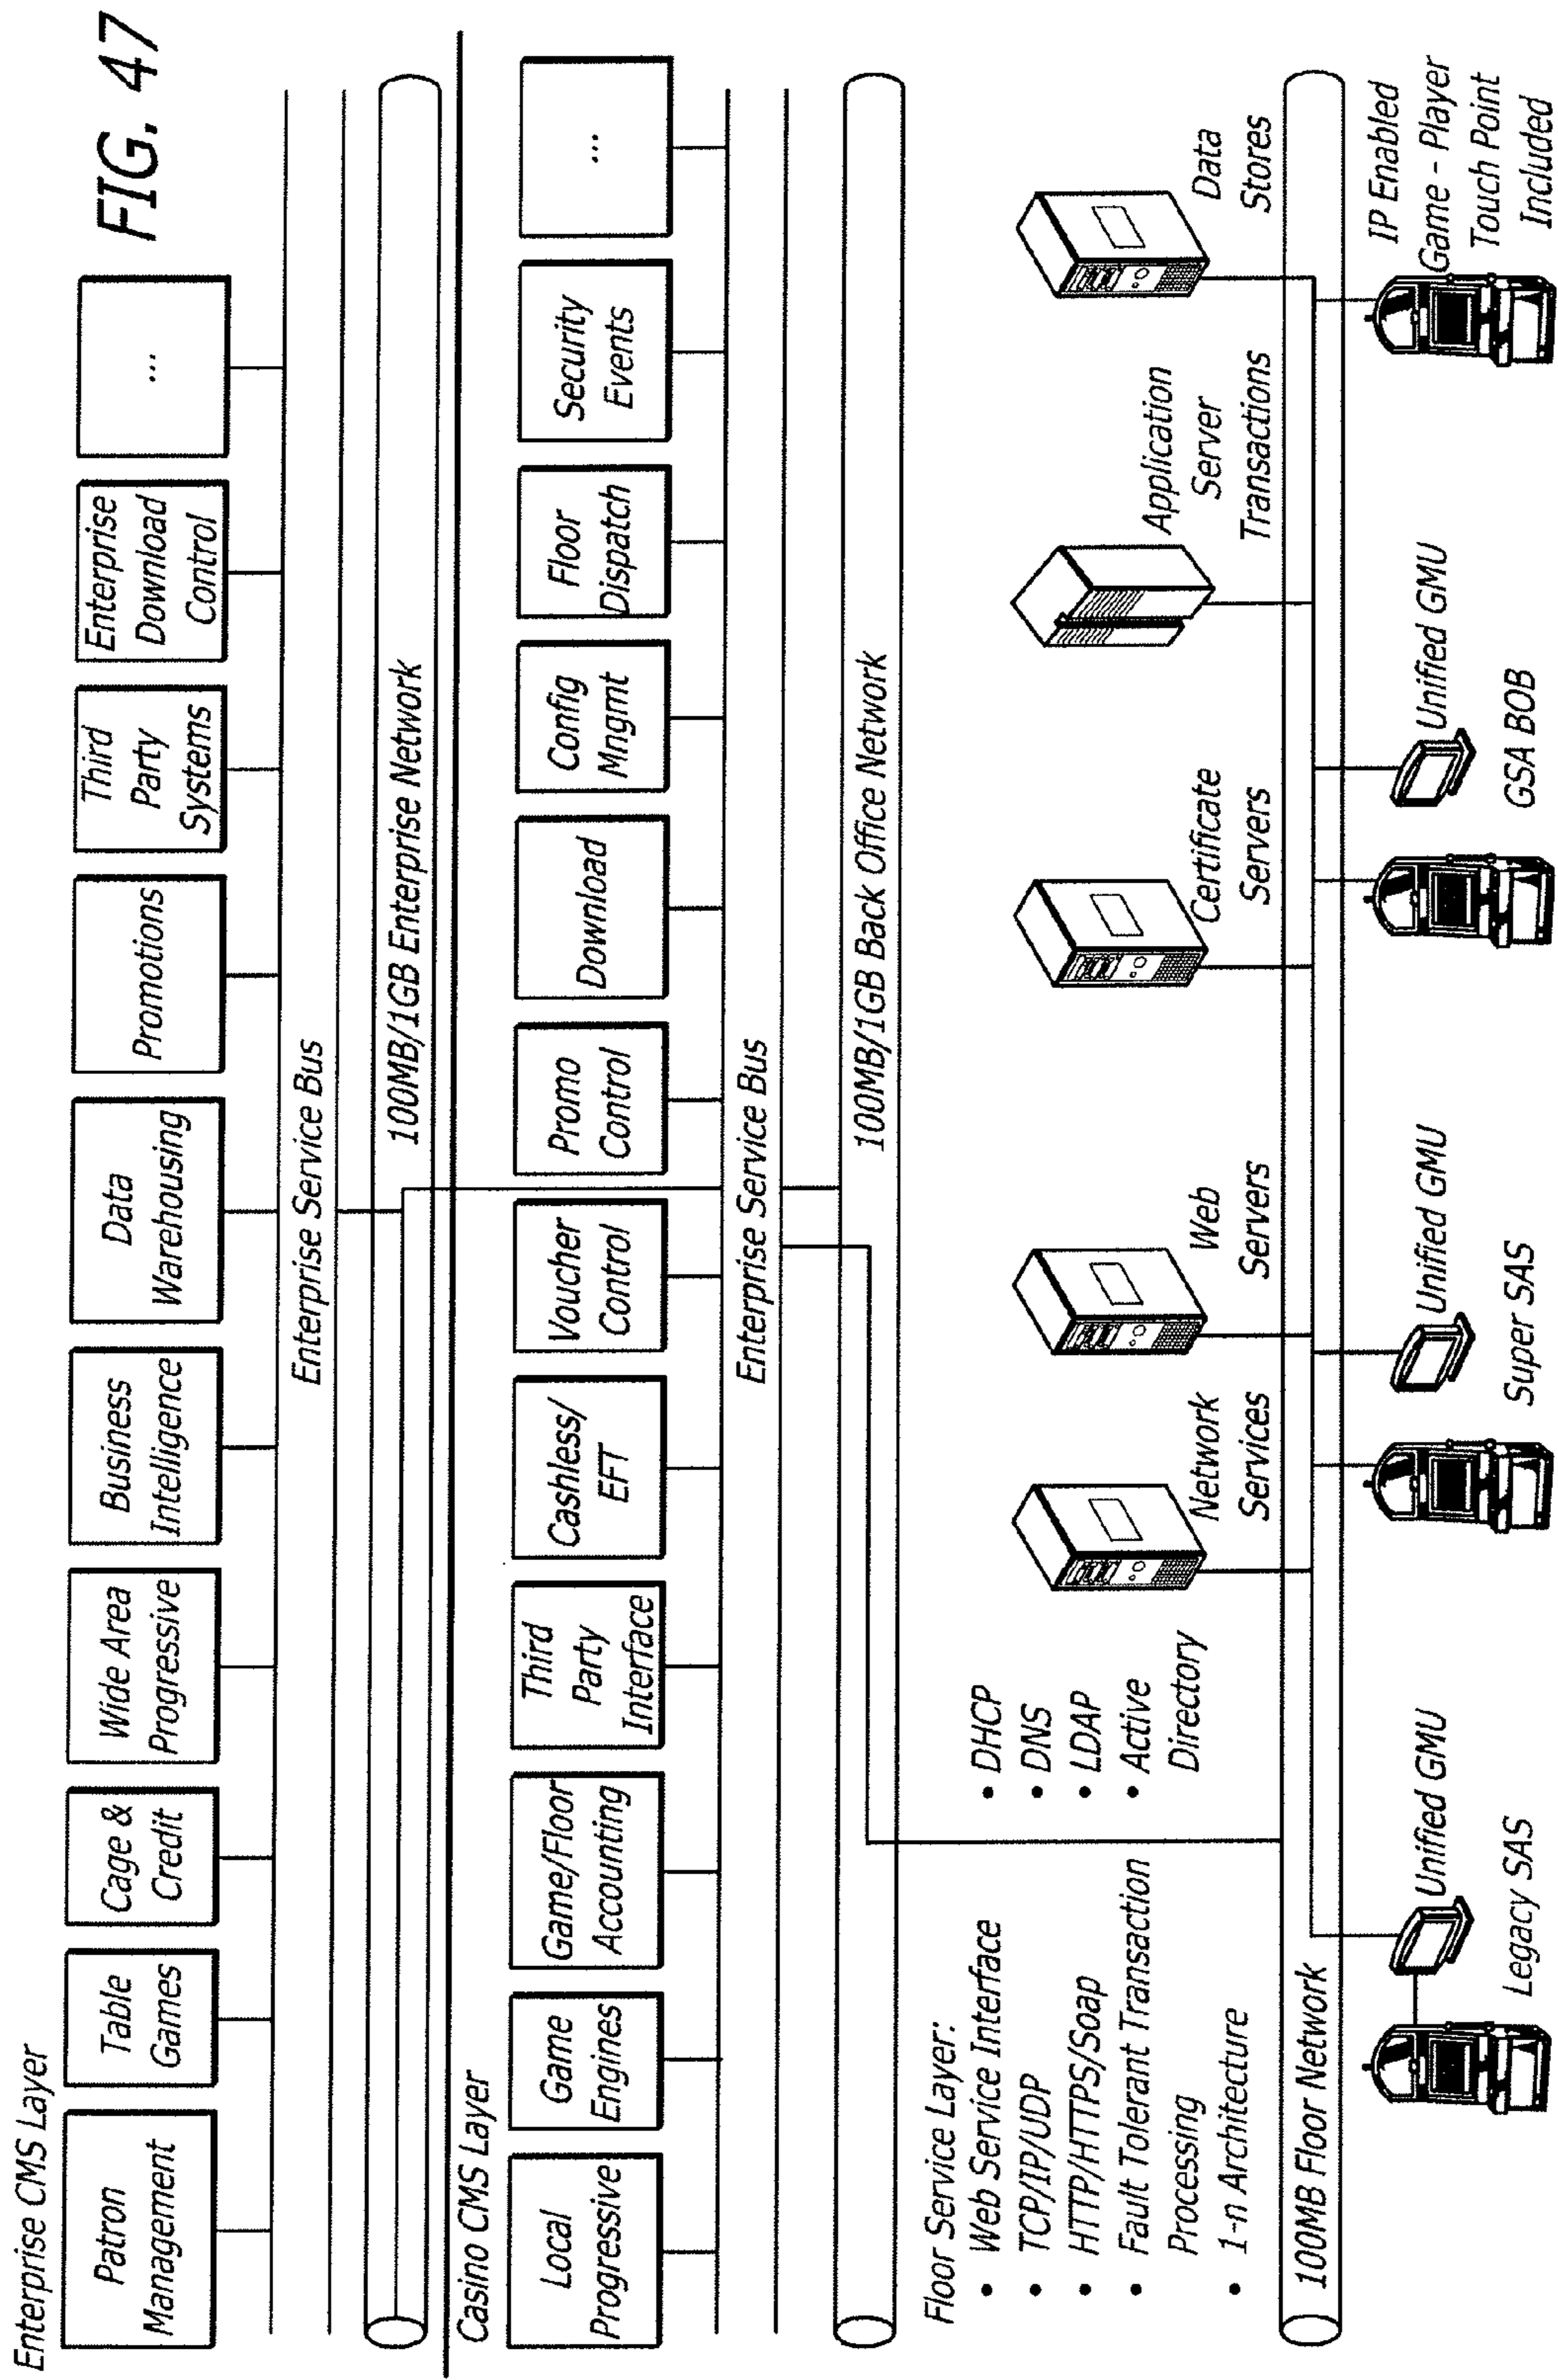 FIG. 47
Enterprise CMS Layer
Patron
Management
Table
Games
Cage &
Credit
Wide Area
Progressive
Business
Intelligence
Data
Warehousing
Promotions
Third
Party
Systems
Enterprise
Download
Control
...
Enterprise Service Bus
100MB/1GB Enterprise Network
Casino CMS Layer
Local
Progressive
Game
Engines
Game/Floor
Accounting
Third
Party
Interface
Cashless/
EFT
Voucher
Control
Promo
Control
Download
Config
Mngmt
Floor
Dispatch
Security
Events
...
Enterprise Service Bus
100MB/1GB Back Office Network
Floor Service Layer:
• Web Service Interface
• TCP/IP/UDP
• HTTP/HTTPS/Soap
• Fault Tolerant Transaction
Processing
• 1-n Architecture
• DHCP
• DNS
• LDAP
• Active
Directory
Network
Services
Web
Servers
Certificate
Servers
Application
Server
Transactions
Data
Stores
100MB Floor Network
Unified GMU
Legacy SAS
Unified GMU
Super SAS
Unified GMU
GSA BOB
IP Enabled
Game - Player
Touch Point
Included